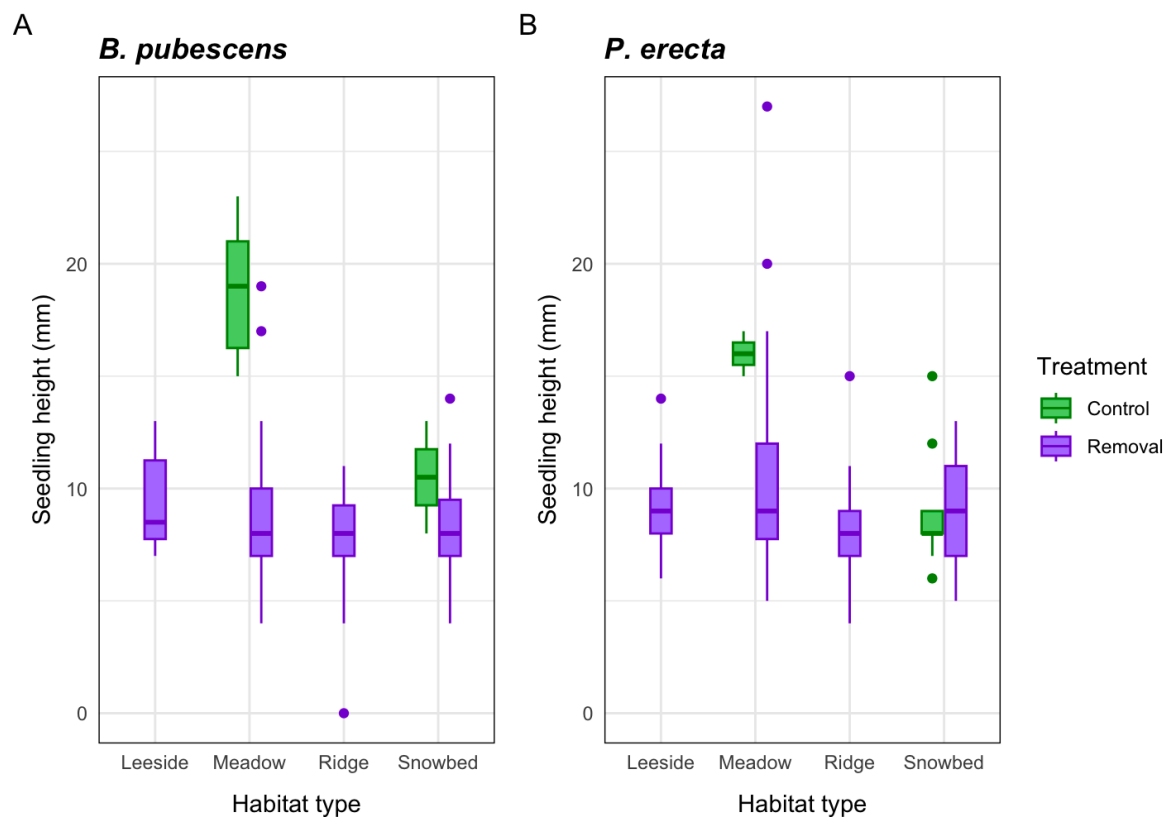 A
B. pubescens
Seedling height (mm)
20
10
0
Leeside Meadow Ridge Snowbed
Habitat type
B
P. erecta
Seedling height (mm)
20
10
0
Leeside Meadow Ridge Snowbed
Habitat type
Treatment
Control
Removal